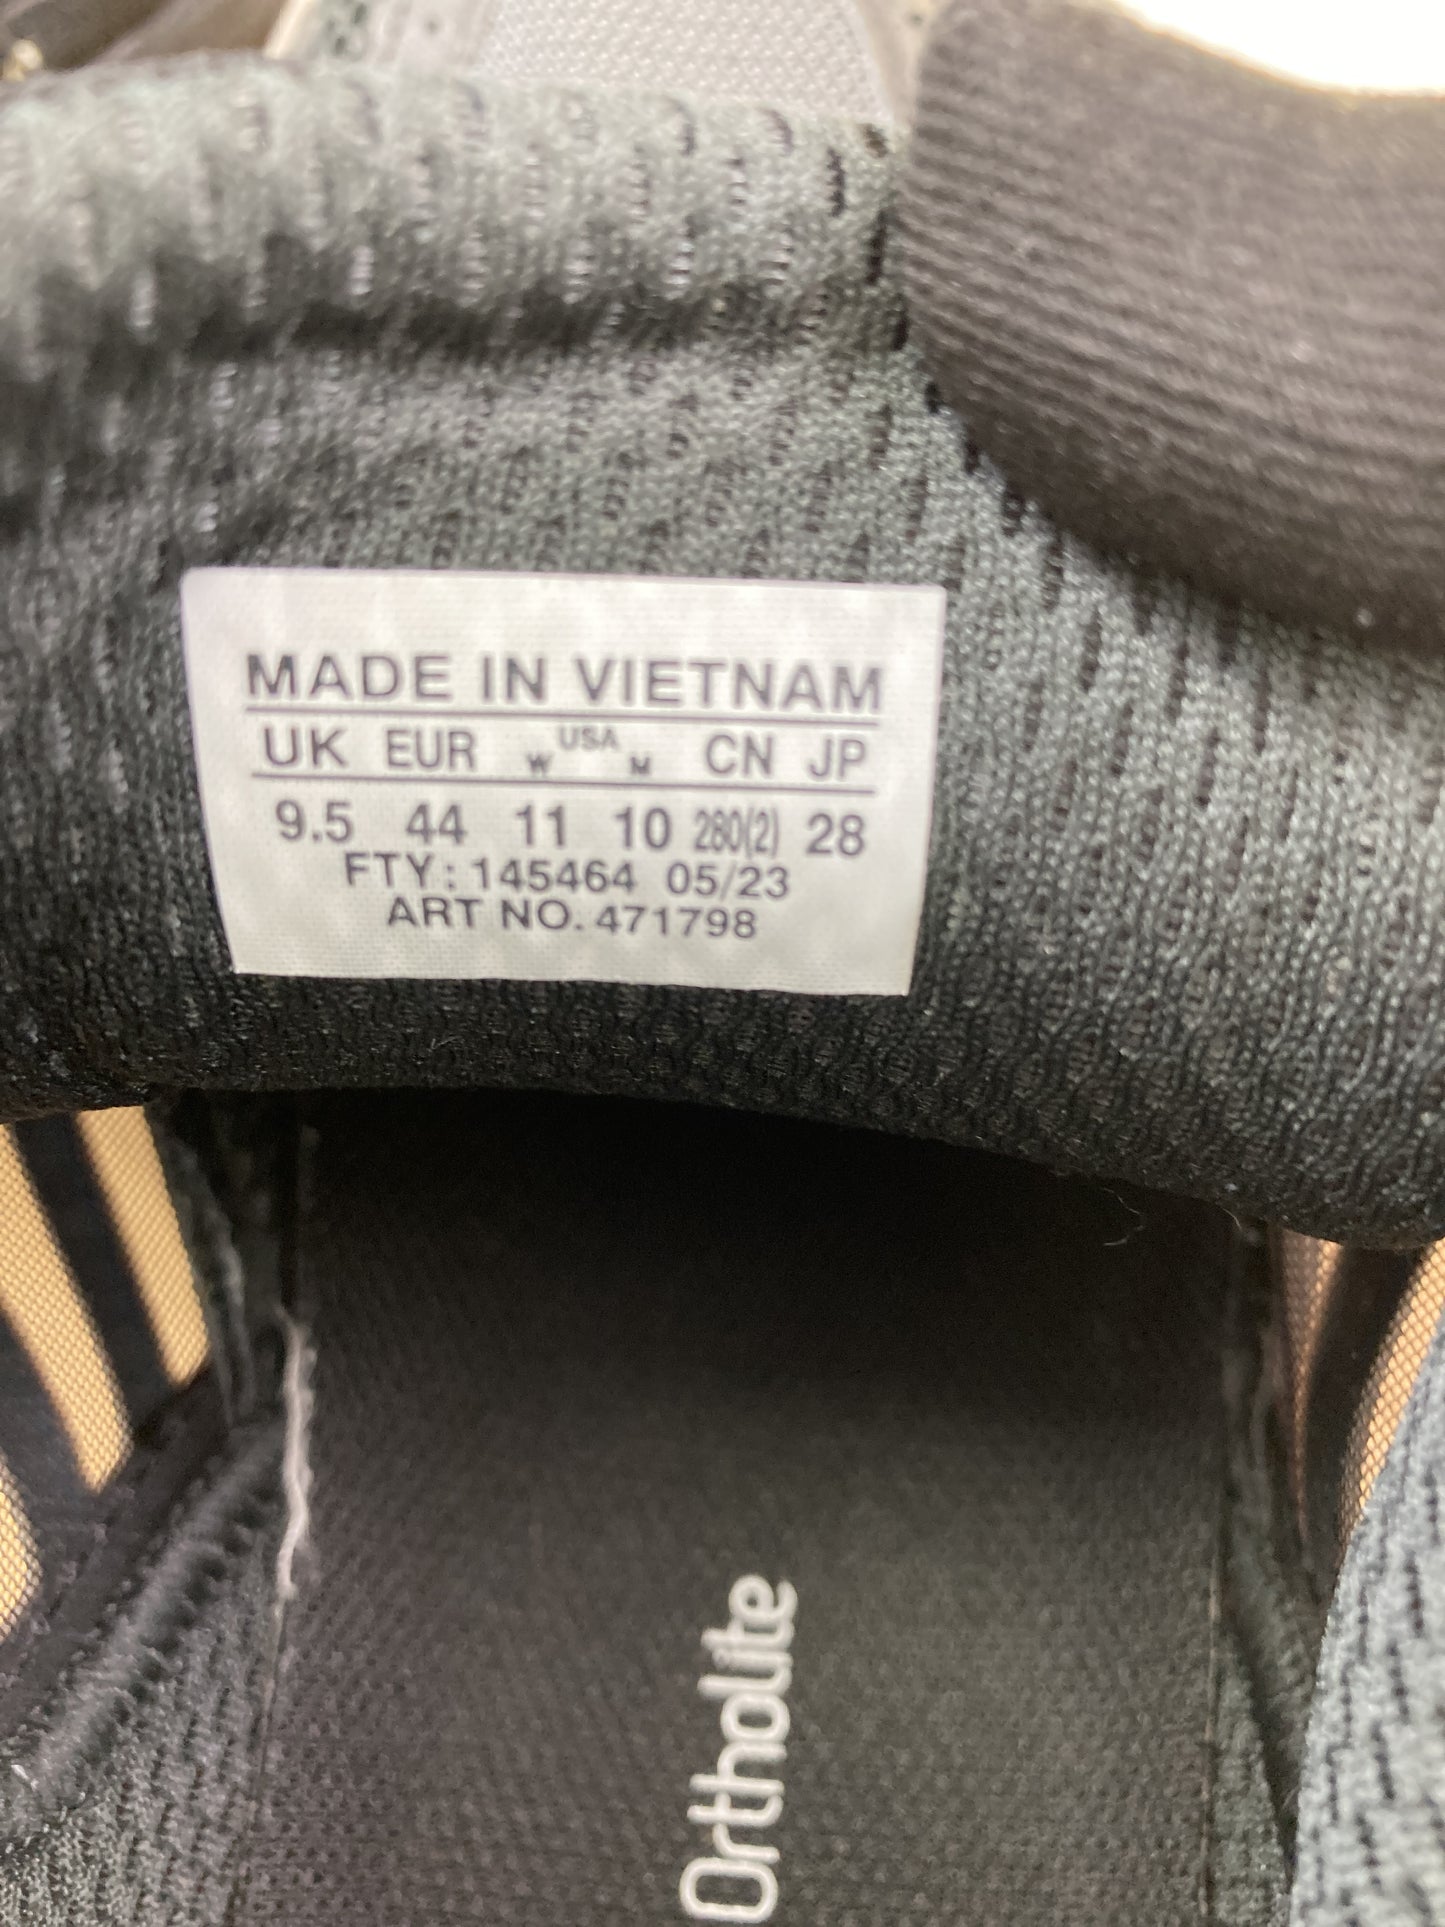 MADE IN VIETNAM
UK EUR W USA M CN JP
9.5 44 11 10 280(2) 28
FTY: 145464 05/23
ART NO. 471798
Ortholite